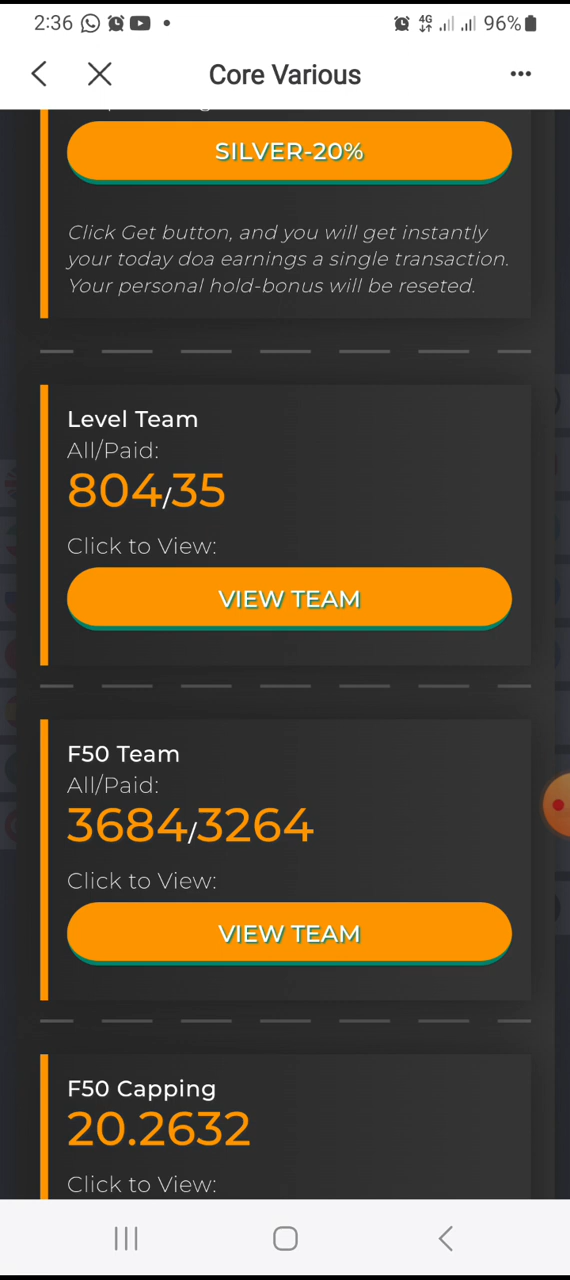 2:36
4G
96%
Core Various
SILVER-20%
Click Get button, and you will get instantly
your today doa earnings a single transaction.
Your personal hold-bonus will be reseted.
Level Team
All/Paid:
804/35
Click to View:
VIEW TEAM
F50 Team
All/Paid:
3684/3264
Click to View:
VIEW TEAM
F50 Capping
20.2632
Click to View: